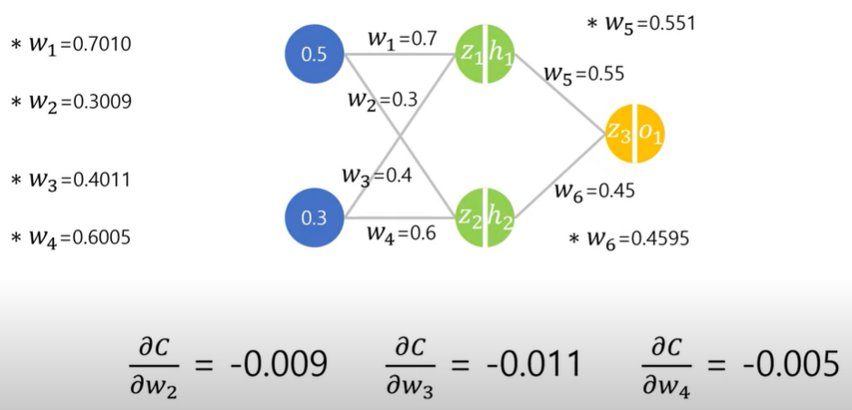 * w₅=0.551
* w₁=0.7010
w₁=0.7
0.5
z₁ h₁
w₅=0.55
* w₂=0.3009
w₂=0.3
z₃ o₁
* w₃=0.4011
w₃=0.4
w₆=0.45
0.3
z₂ h₂
* w₄=0.6005
w₄=0.6
* w₆=0.4595
∂C/∂w₂ = -0.009
∂C/∂w₃ = -0.011
∂C/∂w₄ = -0.005